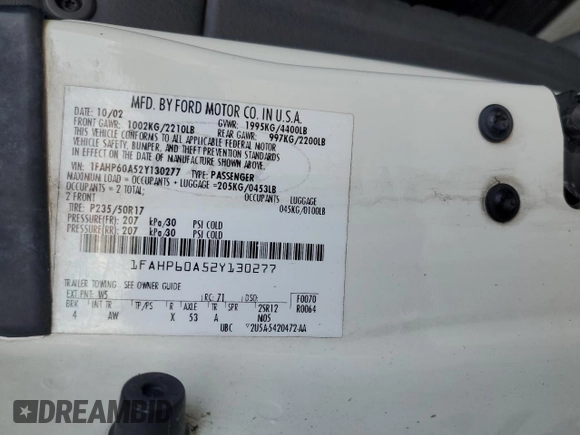 MFD. BY FORD MOTOR CO. IN U.S.A.
DATE: 10/02 GVWR: 1995KG/4400LB
FRONT GAWR: 1002KG/2210LB REAR GAWR: 997KG/2200LB
THIS VEHICLE CONFORMS TO ALL APPLICABLE FEDERAL MOTOR
VEHICLE SAFETY, BUMPER, AND THEFT PREVENTION STANDARDS
IN EFFECT ON THE DATE OF MANUFACTURE SHOWN ABOVE.
VIN: 1FAHP60A52Y130277 TYPE: PASSENGER
MAXIMUM LOAD = OCCUPANTS + LUGGAGE =205KG/0453LB
OCCUPANTS = 2 TOTAL: OCCUPANTS LUGGAGE
2 FRONT 045KG/0100LB
TIRE: P235/50R17
PRESSURE(FR): 207 kPa/30 PSI COLD
PRESSURE(RR): 207 kPa/30 PSI COLD
1FAHP60A52Y130277
TRAILER TOWING: SEE OWNER GUIDE
EXT PNT: W5 RC: 71 DSO: F0070
BRK INT TR TP/PS R AXLE TR SPR 2SR12 R0064
4 AW X 53 A N05
UBC 2U5A-5420472-AA
DREAMBID